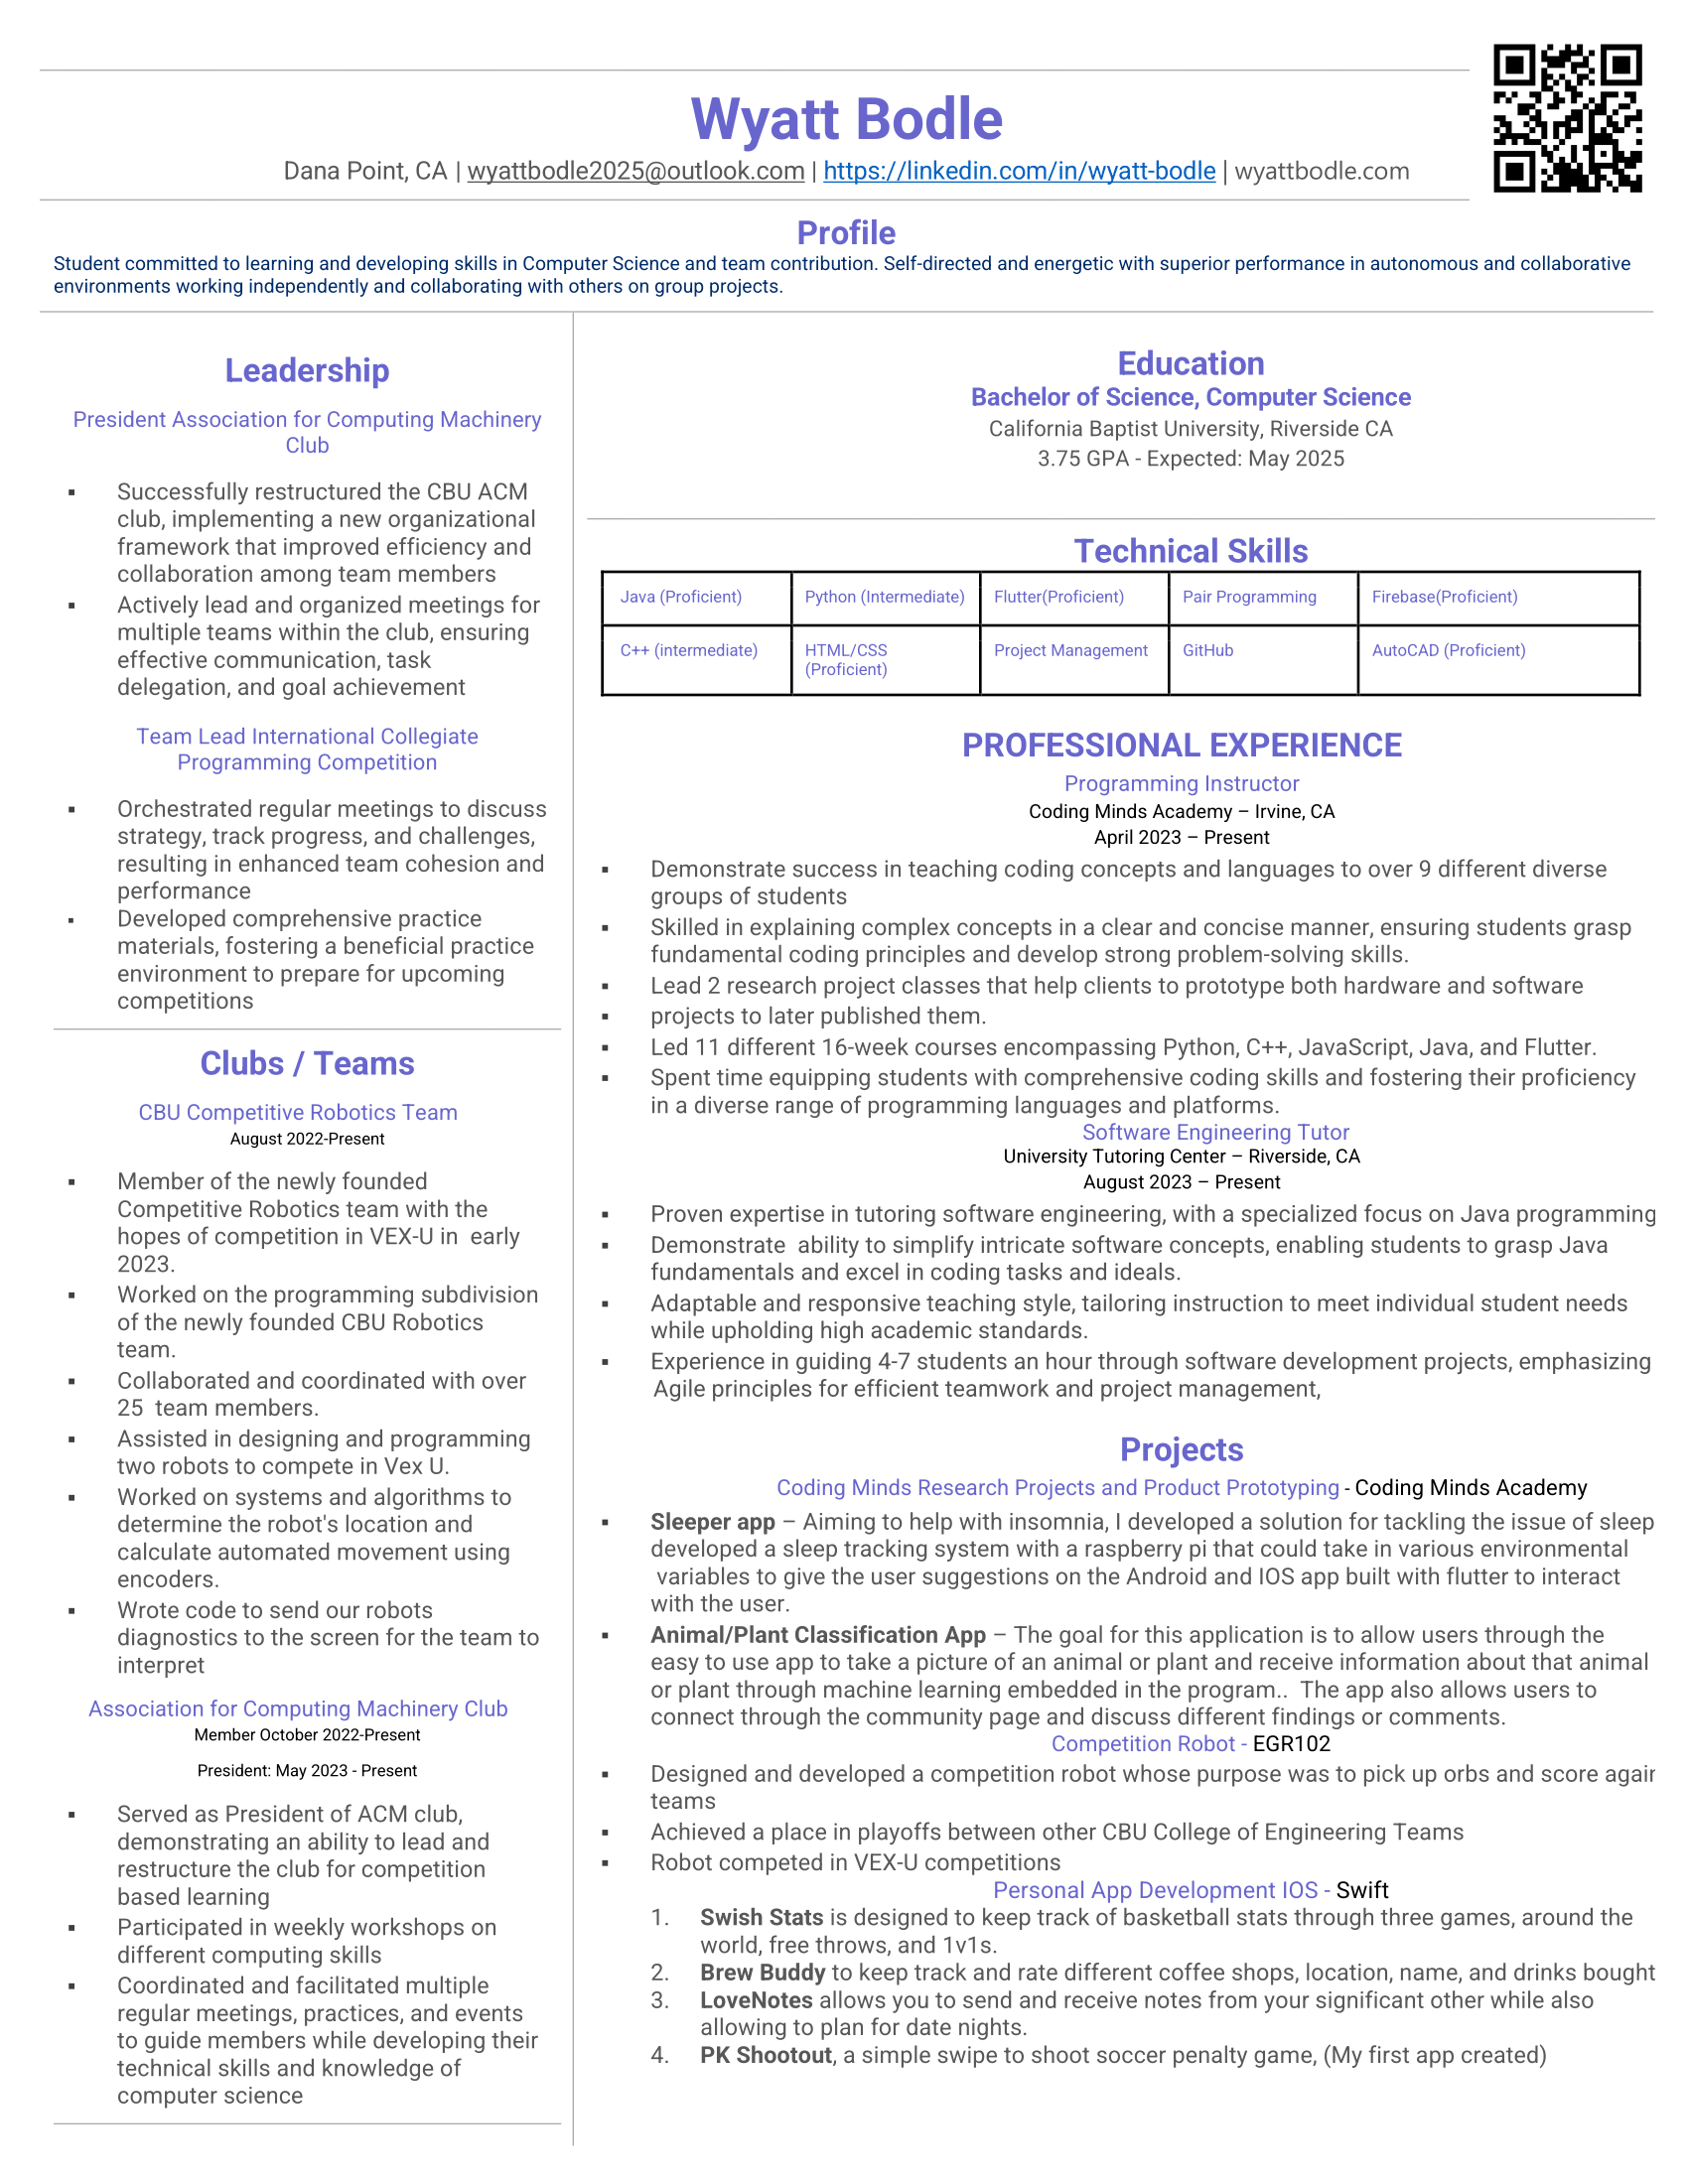 Wyatt Bodle
Dana Point, CA | wyattbodle2025@outlook.com | https://linkedin.com/in/wyatt-bodle | wyattbodle.com
Profile
Student committed to learning and developing skills in Computer Science and team contribution. Self-directed and energetic with superior performance in autonomous and collaborative
environments working independently and collaborating with others on group projects.
Leadership
President Association for Computing Machinery
Club
▪ Successfully restructured the CBU ACM
club, implementing a new organizational
framework that improved efficiency and
collaboration among team members
▪ Actively lead and organized meetings for
multiple teams within the club, ensuring
effective communication, task
delegation, and goal achievement
Team Lead International Collegiate
Programming Competition
▪ Orchestrated regular meetings to discuss
strategy, track progress, and challenges,
resulting in enhanced team cohesion and
performance
▪ Developed comprehensive practice
materials, fostering a beneficial practice
environment to prepare for upcoming
competitions
Clubs / Teams
CBU Competitive Robotics Team
August 2022-Present
▪ Member of the newly founded
Competitive Robotics team with the
hopes of competition in VEX-U in  early
2023.
▪ Worked on the programming subdivision
of the newly founded CBU Robotics
team.
▪ Collaborated and coordinated with over
25  team members.
▪ Assisted in designing and programming
two robots to compete in Vex U.
▪ Worked on systems and algorithms to
determine the robot's location and
calculate automated movement using
encoders.
▪ Wrote code to send our robots
diagnostics to the screen for the team to
interpret
Association for Computing Machinery Club
Member October 2022-Present
President: May 2023 - Present
▪ Served as President of ACM club,
demonstrating an ability to lead and
restructure the club for competition
based learning
▪ Participated in weekly workshops on
different computing skills
▪ Coordinated and facilitated multiple
regular meetings, practices, and events
to guide members while developing their
technical skills and knowledge of
computer science
Education
Bachelor of Science, Computer Science
California Baptist University, Riverside CA
3.75 GPA - Expected: May 2025
Technical Skills
Java (Proficient) Python (Intermediate) Flutter(Proficient) Pair Programming Firebase(Proficient)
C++ (intermediate) HTML/CSS Project Management GitHub AutoCAD (Proficient)
(Proficient)
PROFESSIONAL EXPERIENCE
Programming Instructor
Coding Minds Academy – Irvine, CA
April 2023 – Present
▪ Demonstrate success in teaching coding concepts and languages to over 9 different diverse
groups of students
▪ Skilled in explaining complex concepts in a clear and concise manner, ensuring students grasp
fundamental coding principles and develop strong problem-solving skills.
▪ Lead 2 research project classes that help clients to prototype both hardware and software
▪ projects to later published them.
▪ Led 11 different 16-week courses encompassing Python, C++, JavaScript, Java, and Flutter.
▪ Spent time equipping students with comprehensive coding skills and fostering their proficiency
in a diverse range of programming languages and platforms.
Software Engineering Tutor
University Tutoring Center – Riverside, CA
August 2023 – Present
▪ Proven expertise in tutoring software engineering, with a specialized focus on Java programming
▪ Demonstrate  ability to simplify intricate software concepts, enabling students to grasp Java
fundamentals and excel in coding tasks and ideals.
▪ Adaptable and responsive teaching style, tailoring instruction to meet individual student needs
while upholding high academic standards.
▪ Experience in guiding 4-7 students an hour through software development projects, emphasizing
Agile principles for efficient teamwork and project management,
Projects
Coding Minds Research Projects and Product Prototyping - Coding Minds Academy
▪ Sleeper app – Aiming to help with insomnia, I developed a solution for tackling the issue of sleep
developed a sleep tracking system with a raspberry pi that could take in various environmental
variables to give the user suggestions on the Android and IOS app built with flutter to interact
with the user.
▪ Animal/Plant Classification App – The goal for this application is to allow users through the
easy to use app to take a picture of an animal or plant and receive information about that animal
or plant through machine learning embedded in the program..  The app also allows users to
connect through the community page and discuss different findings or comments.
Competition Robot - EGR102
▪ Designed and developed a competition robot whose purpose was to pick up orbs and score
teams
▪ Achieved a place in playoffs between other CBU College of Engineering Teams
▪ Robot competed in VEX-U competitions
Personal App Development IOS - Swift
1. Swish Stats is designed to keep track of basketball stats through three games, around the
world, free throws, and 1v1s.
2. Brew Buddy to keep track and rate different coffee shops, location, name, and drinks bought
3. LoveNotes allows you to send and receive notes from your significant other while also
allowing to plan for date nights.
4. PK Shootout, a simple swipe to shoot soccer penalty game, (My first app created)